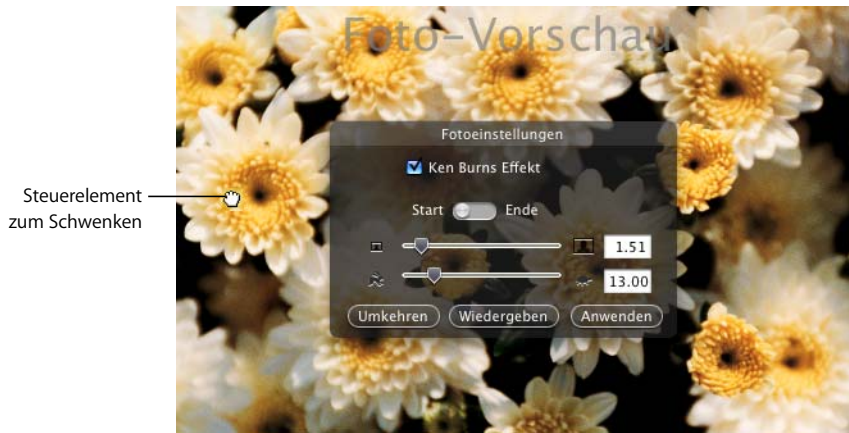 Foto-Vorschau
Fotoeinstellungen
Ken Burns Effekt
Start Ende
1.51
13.00
Umkehren Wiedergeben Anwenden
Steuerelement
zum Schwenken